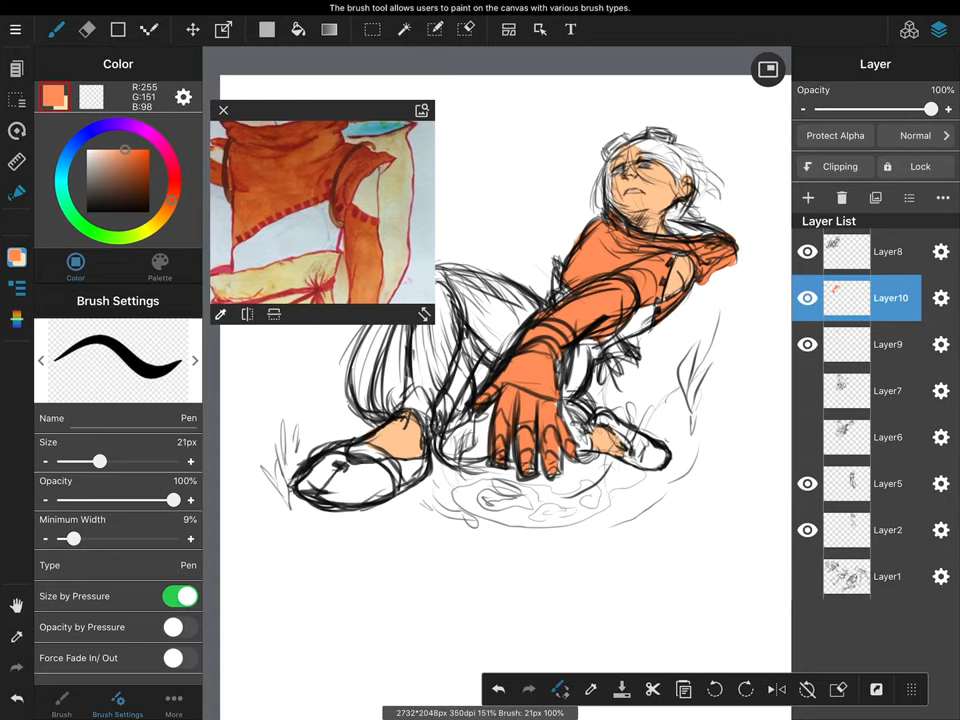 The brush tool allows users to paint on the canvas with various brush types.
T
Color
R:255
G:151
B:98
Color
Palette
Brush Settings
Name Pen
Size
21px
- +
Opacity
100%
- +
Minimum Width
9%
- +
Type Pen
Size by Pressure
Opacity by Pressure
Force Fade In/ Out
Brush
Brush Settings
More
Layer
Opacity 100%
- +
Protect Alpha
Normal
Clipping
Lock
Layer List
Layer8
Layer10
Layer9
Layer7
Layer6
Layer5
Layer2
Layer1
2732*2048px 350dpi 151% Brush: 21px 100%